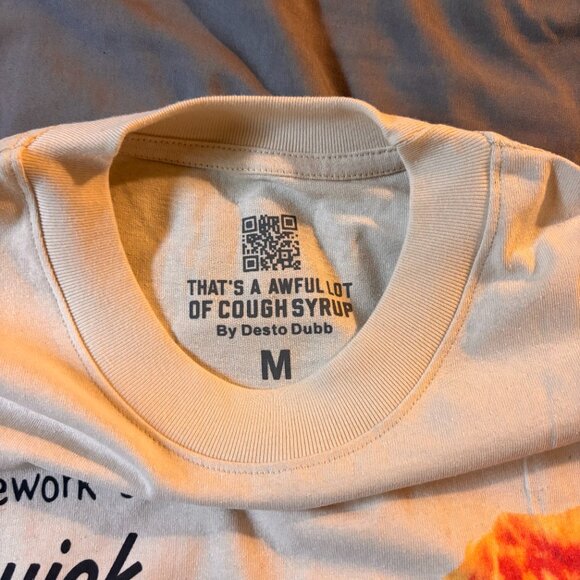 THAT'S A AWFUL LOT
OF COUGH SYRUP
By Desto Dubb
M